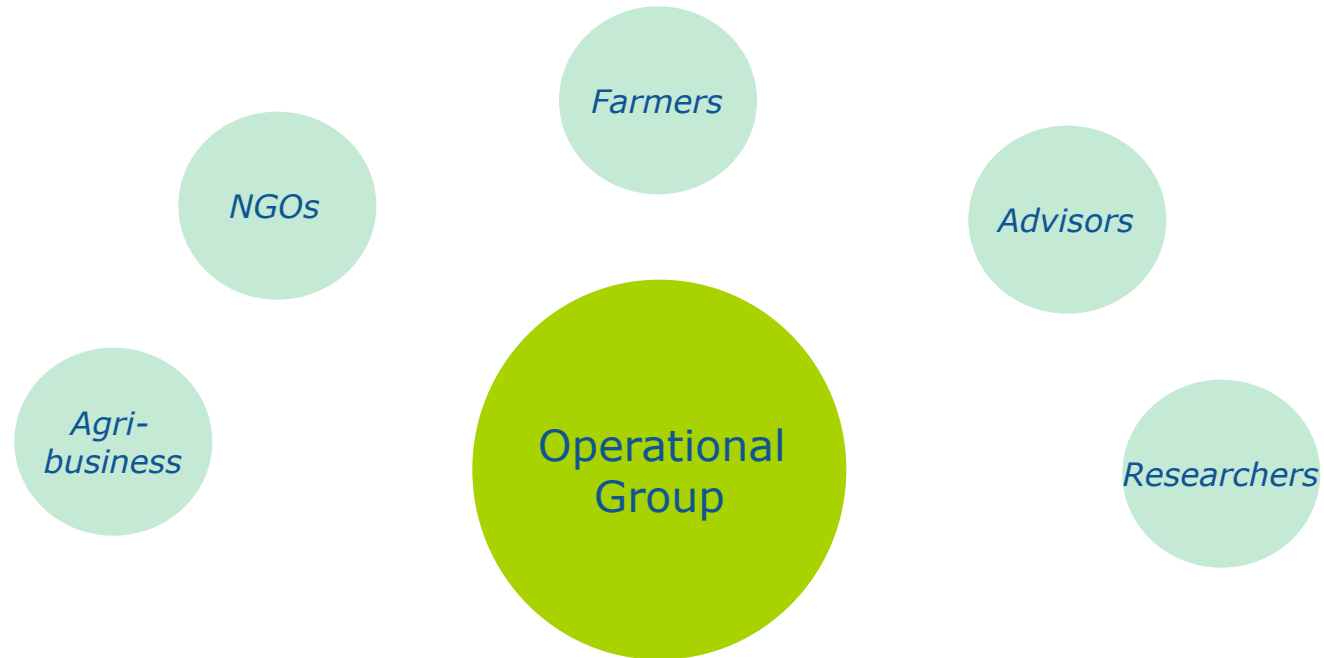 Farmers
NGOs
Advisors
Agri-
business
Operational
Group
Researchers